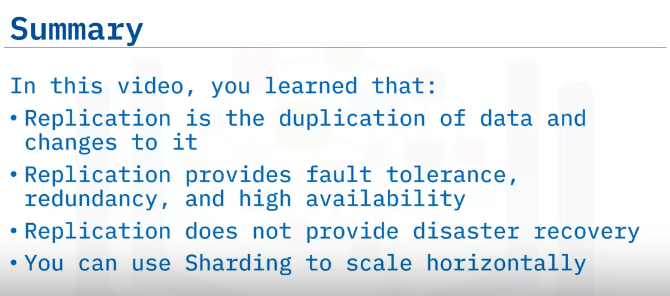 Summary
In this video, you learned that:
• Replication is the duplication of data and
changes to it
• Replication provides fault tolerance,
redundancy, and high availability
• Replication does not provide disaster recovery
• You can use Sharding to scale horizontally